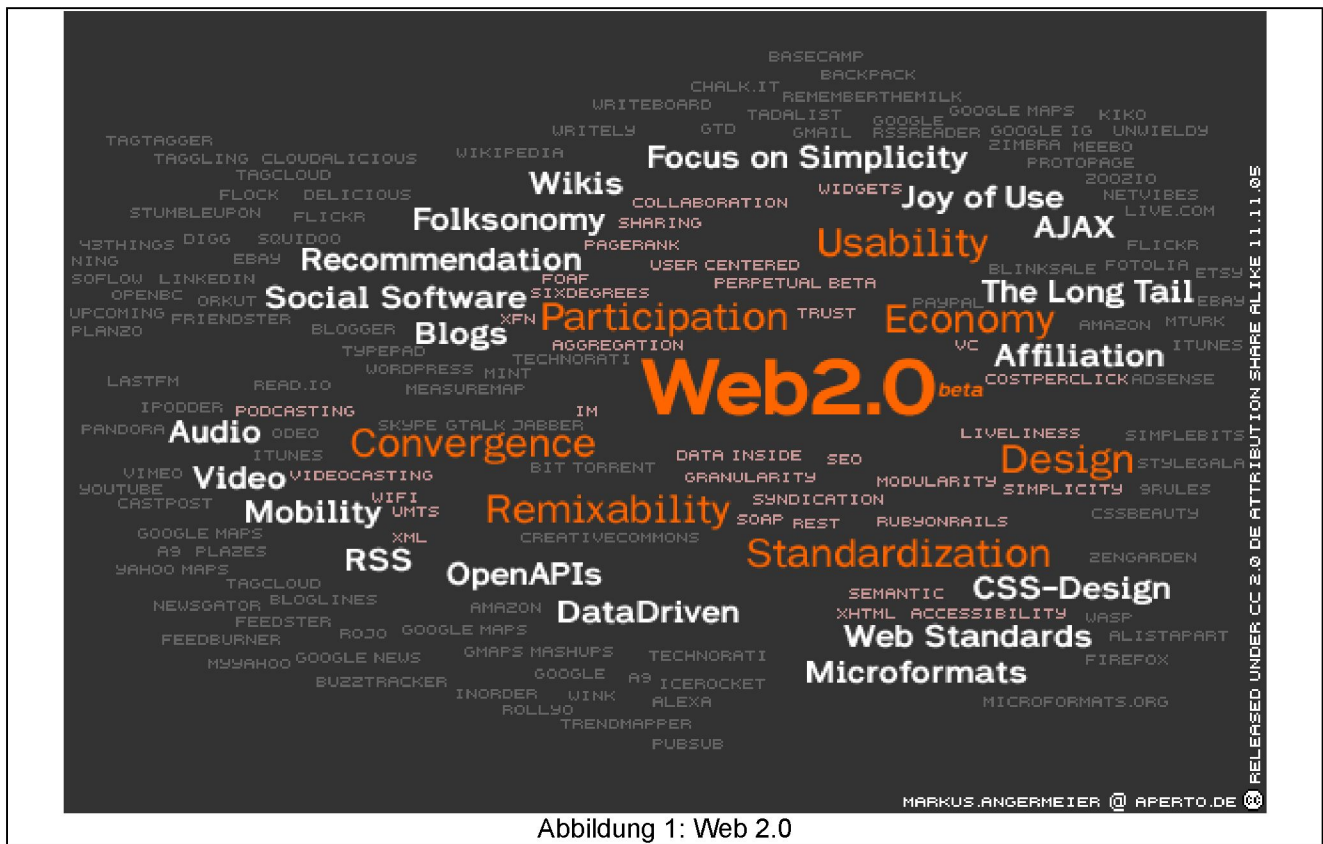 BASECAMP
BACKPACK
CHALK.IT
REMEMBERTHEMILK
WRITEBOARD
TADALIST
GOOGLE MAPS
KIKO
GOOGLE
WRITELY
GTD
GMAIL
RSSREADER
GOOGLE IG
UNWIELDY
TAGTAGGER
ZIMBRA
MEEBO
TAGGLING
CLOUDALICIOUS
WIKIPEDIA
Focus on Simplicity
PROTOPAGE
TAGCLOUD
Wikis
ZOOZIO
FLOCK
DELICIOUS
COLLABORATION
WIDGETS
Joy of Use
NETVIBES
STUMBLEUPON
FLICKR
Folksonomy
SHARING
LIVE.COM
AJAX
43THINGS
DIGG
SQUIDOO
PAGERANK
Usability
FLICKR
NING
EBAY
Recommendation
USER CENTERED
BLINKSALE
FOTOLIA
ETSY
SOFLOW
LINKEDIN
FOAF
PERPETUAL BETA
OPENBC
ORKUT
Social Software
SIXDEGREES
PAYPAL
The Long Tail
EBAY
UPCOMING
FRIENDSTER
XFN
Participation
TRUST
Economy
AMAZON
MTURK
PLANZO
BLOGGER
Blogs
AGGREGATION
VC
ITUNES
TYPEPAD
TECHNORATI
Affiliation
WORDPRESS
MINT
LASTFM
READ.IO
MEASUREMAP
Web2.0
beta
COSTPERCLICK
ADSENSE
IPODDER
PODCASTING
IM
PANDORA
Audio
ODEO
SKYPE
GTALK
JABBER
LIVELINESS
SIMPLEBITS
ITUNES
Convergence
DATA INSIDE
SEO
Design
STYLEGALA
VIMEO
Video
VIDEOCASTING
BIT TORRENT
GRANULARITY
MODULARITY
SIMPLICITY
9RULES
YOUTUBE
CASTPOST
WIFI
SYNDICATION
Mobility
UMTS
Remixability
SOAP
REST
RUBYONRAILS
CSSBEAUTY
GOOGLE MAPS
XML
CREATIVECOMMONS
A9
PLAZES
RSS
Standardization
ZENGARDEN
YAHOO MAPS
TAGCLOUD
OpenAPIs
SEMANTIC
CSS-Design
NEWSGATOR
BLOGLINES
AMAZON
DataDriven
XHTML
ACCESSIBILITY
WASP
FEEDSTER
FEEDBURNER
ROJO
GOOGLE MAPS
Web Standards
ALISTAPART
MYYAHOO
GOOGLE NEWS
GMAPS MASHUPS
TECHNORATI
FIREFOX
BUZZTRACKER
GOOGLE
A9
ICEROCKET
Microformats
INORDER
WINK
ALEXA
MICROFORMATS.ORG
ROLLYO
TRENDMAPPER
PUBSUB
RELEASED UNDER CC 2.0 DE ATTRIBUTION SHARE ALIKE 11.11.05
MARKUS.ANGERMEIER @ APERTO.DE
Abbildung 1: Web 2.0